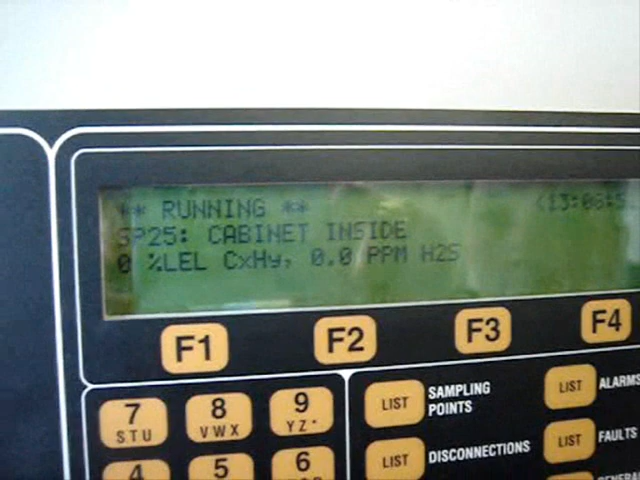 ** RUNNING **
SP25: CABINET INSIDE
0 %LEL CxHy, 0.0 PPM H2S
F1 F2 F3 F4
7 8 9
STU VWX YZ*
LIST SAMPLING POINTS
LIST ALARMS
4 5 6
LIST DISCONNECTIONS
LIST FAULTS